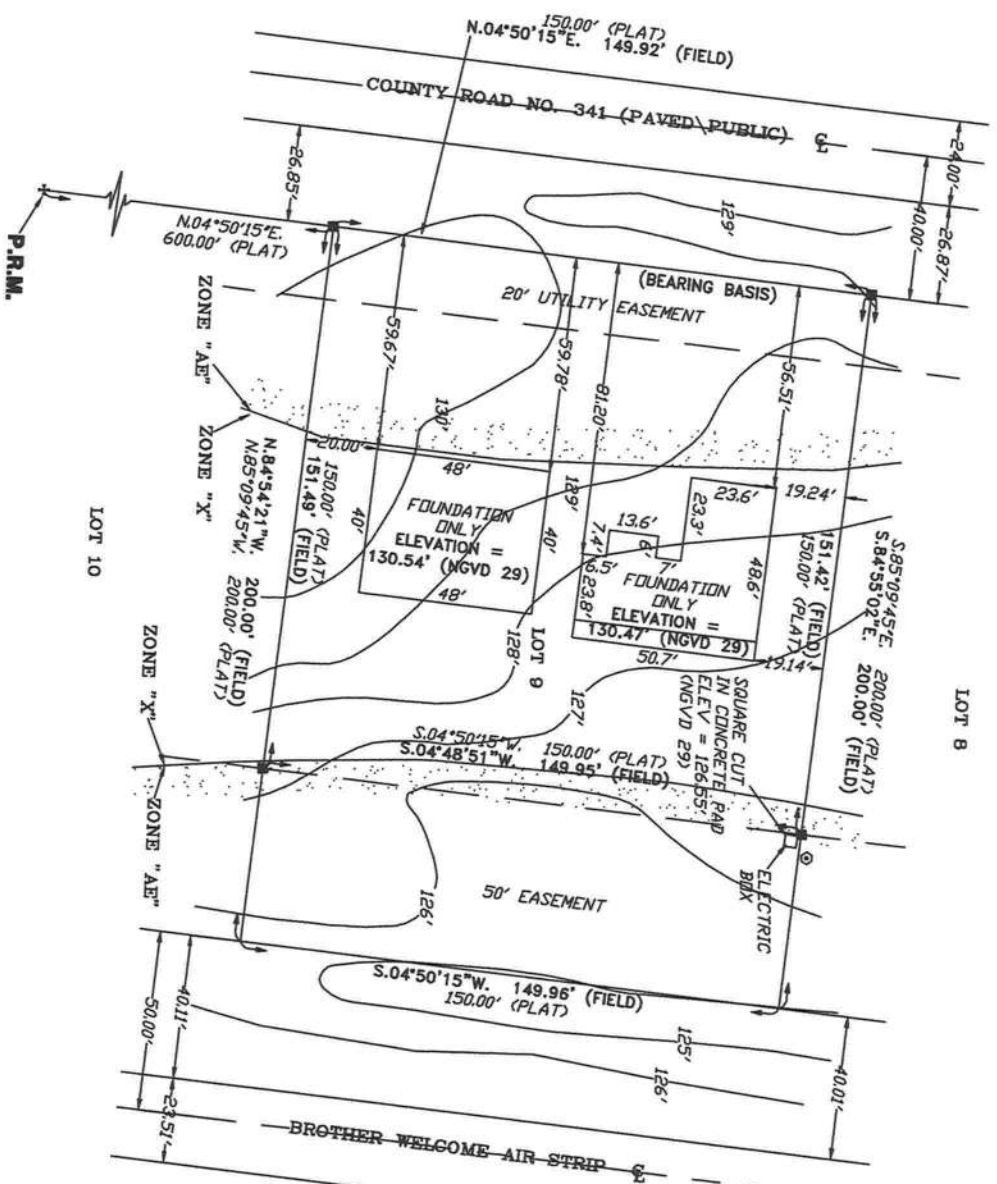 150.00' (PLAT)
N.04°50'15"E. 149.92' (FIELD)
COUNTY ROAD NO. 341 (PAVED\PUBLIC) ℄
24.00'
26.87'
40.00'
26.85'
129'
N.04°50'15"E.
600.00' (PLAT)
P.R.M.
(BEARING BASIS)
20' UTILITY EASEMENT
ZONE "AE"
ZONE "X"
59.67'
59.78'
81.20'
56.51'
130'
20.00'
48'
129'
40'
40'
48'
FOUNDATION
ONLY
ELEVATION =
130.54' (NGVD 29)
23.6'
19.24'
23.3'
13.6'
6'
7'
7.4'
6.5'
23.8'
48.6'
50.7'
19.14'
FOUNDATION
ONLY
ELEVATION =
130.47' (NGVD 29)
150.00' (PLAT)
151.49' (FIELD)
N.84°54'21"W. 200.00' (FIELD)
N.85°09'45"W. 200.00' (PLAT)
S.85°09'45"E. 200.00' (PLAT)
S.84°55'02"E. 200.00' (FIELD)
151.42' (FIELD)
150.00' (PLAT)
LOT 10
LOT 9
LOT 8
128'
127'
SQUARE CUT
IN CONCRETE PAD
ELEV = 126.55'
(NGVD 29)
S.04°50'15"W. 150.00' (PLAT)
S.04°48'51"W. 149.95' (FIELD)
ELECTRIC
BOX
ZONE "X"
ZONE "AE"
126'
50' EASEMENT
S.04°50'15"W. 149.96' (FIELD)
150.00' (PLAT)
125'
126'
40.01'
40.11'
50.00'
23.51'
BROTHER WELCOME AIR STRIP ℄